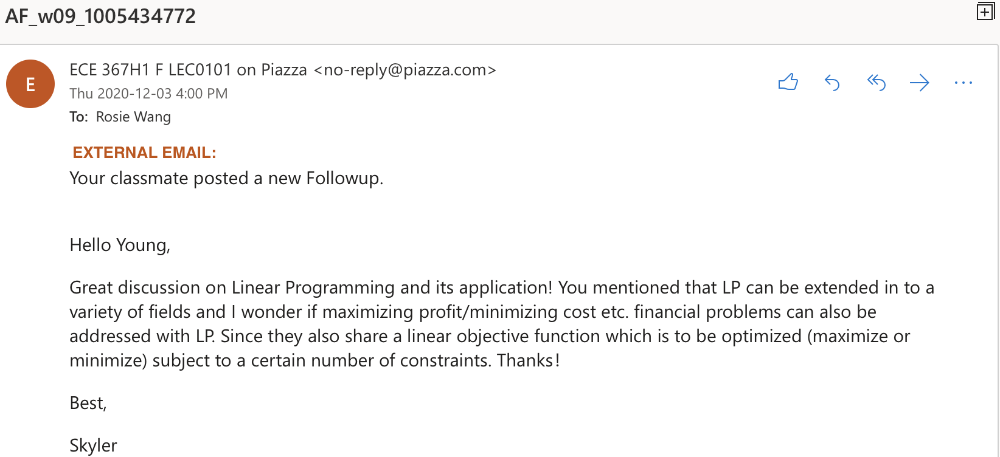 AF_w09_1005434772
E
ECE 367H1 F LEC0101 on Piazza <no-reply@piazza.com>
Thu 2020-12-03 4:00 PM
To: Rosie Wang
EXTERNAL EMAIL:
Your classmate posted a new Followup.
Hello Young,
Great discussion on Linear Programming and its application! You mentioned that LP can be extended in to a
variety of fields and I wonder if maximizing profit/minimizing cost etc. financial problems can also be
addressed with LP. Since they also share a linear objective function which is to be optimized (maximize or
minimize) subject to a certain number of constraints. Thanks!
Best,
Skyler